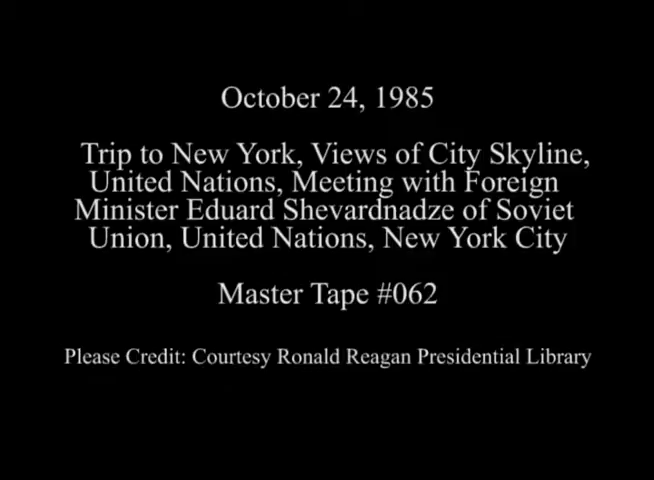 October 24, 1985
Trip to New York, Views of City Skyline,
United Nations, Meeting with Foreign
Minister Eduard Shevardnadze of Soviet
Union, United Nations, New York City
Master Tape #062
Please Credit: Courtesy Ronald Reagan Presidential Library